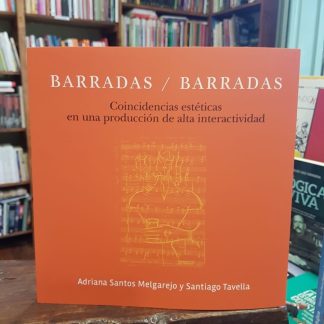 BARRADAS / BARRADAS
Coincidencias estéticas
en una producción de alta interactividad
Adriana Santos Melgarejo y Santiago Tavella